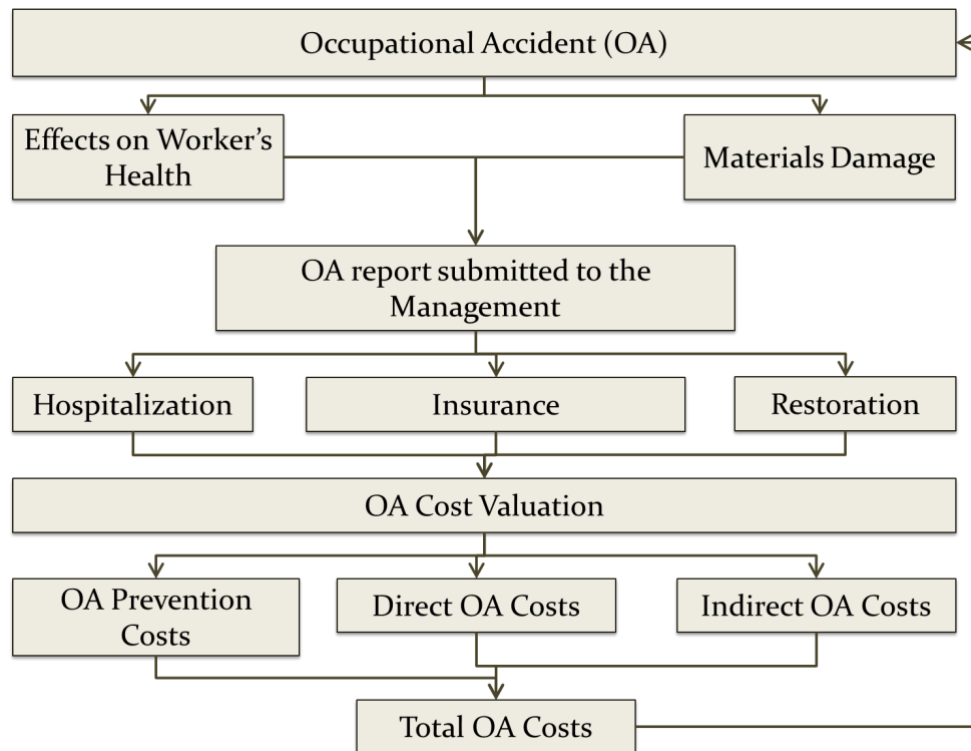 Occupational Accident (OA)
Effects on Worker's
Health
Materials Damage
OA report submitted to the
Management
Hospitalization
Insurance
Restoration
OA Cost Valuation
OA Prevention
Costs
Direct OA Costs
Indirect OA Costs
Total OA Costs